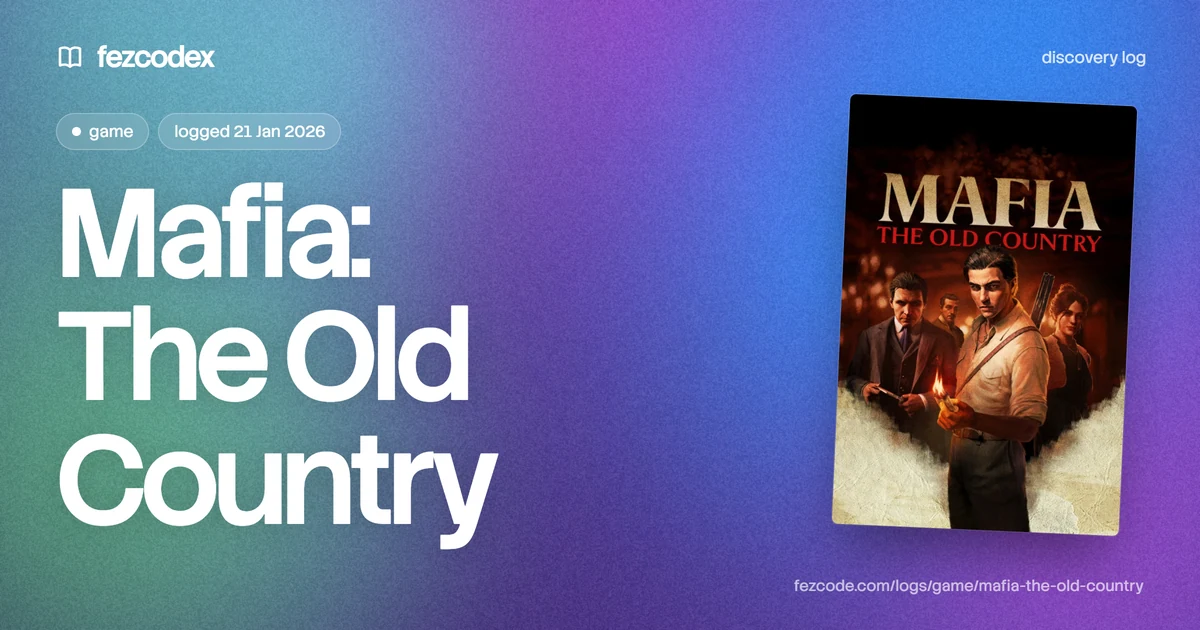 fezcodex
discovery log
game
logged 21 Jan 2026
Mafia:
The Old
Country
MAFIA
THE OLD COUNTRY
fezcode.com/logs/game/mafia-the-old-country